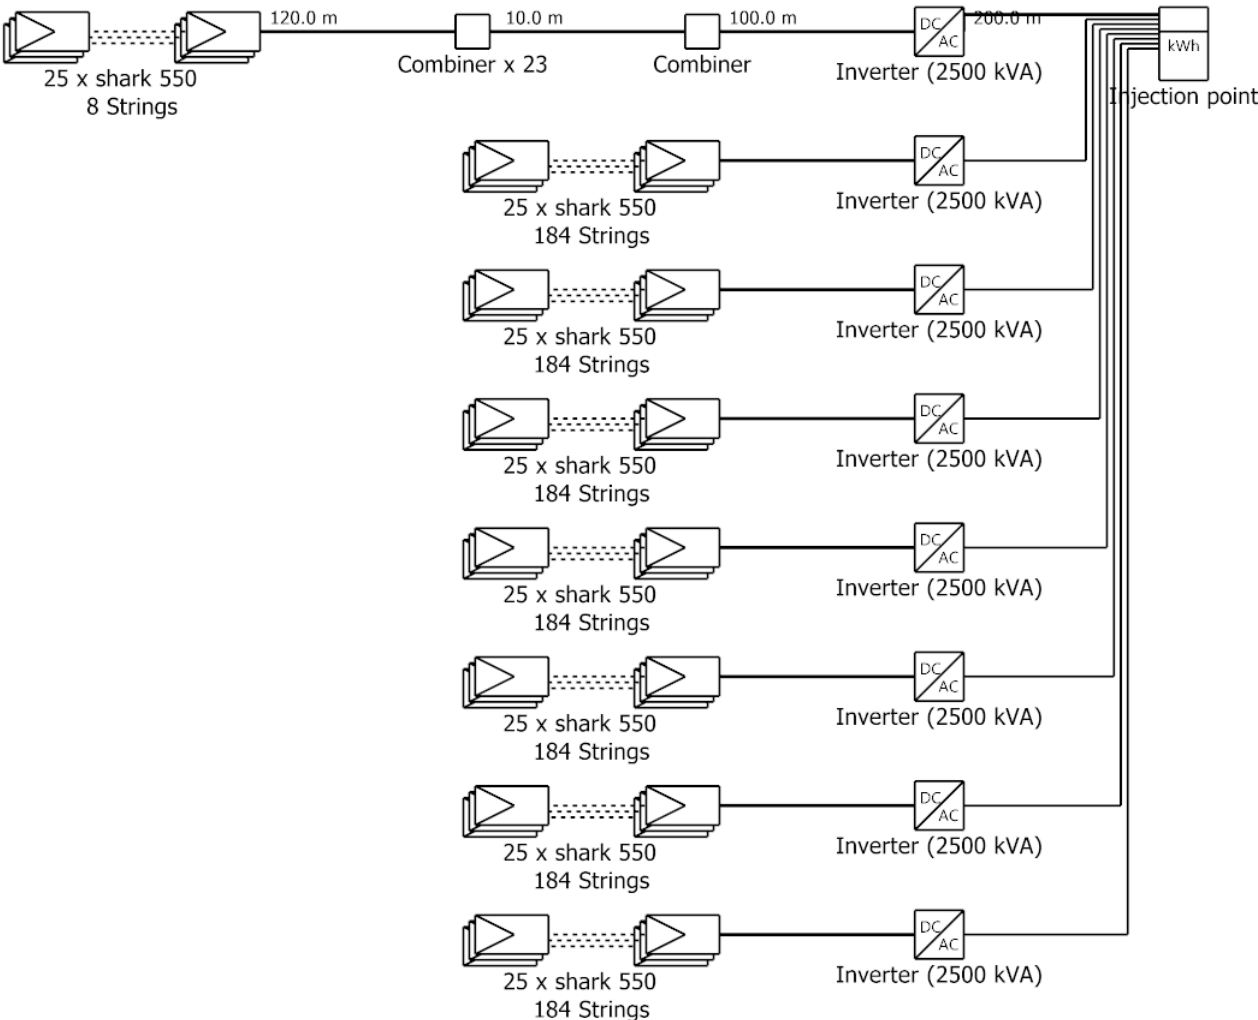 120.0 m
10.0 m
100.0 m
200.0 m
DC
AC
kWh
25 x shark 550
8 Strings
Combiner x 23
Combiner
Inverter (2500 kVA)
Injection point
DC
AC
25 x shark 550
184 Strings
Inverter (2500 kVA)
DC
AC
25 x shark 550
184 Strings
Inverter (2500 kVA)
DC
AC
25 x shark 550
184 Strings
Inverter (2500 kVA)
DC
AC
25 x shark 550
184 Strings
Inverter (2500 kVA)
DC
AC
25 x shark 550
184 Strings
Inverter (2500 kVA)
DC
AC
25 x shark 550
184 Strings
Inverter (2500 kVA)
DC
AC
25 x shark 550
184 Strings
Inverter (2500 kVA)